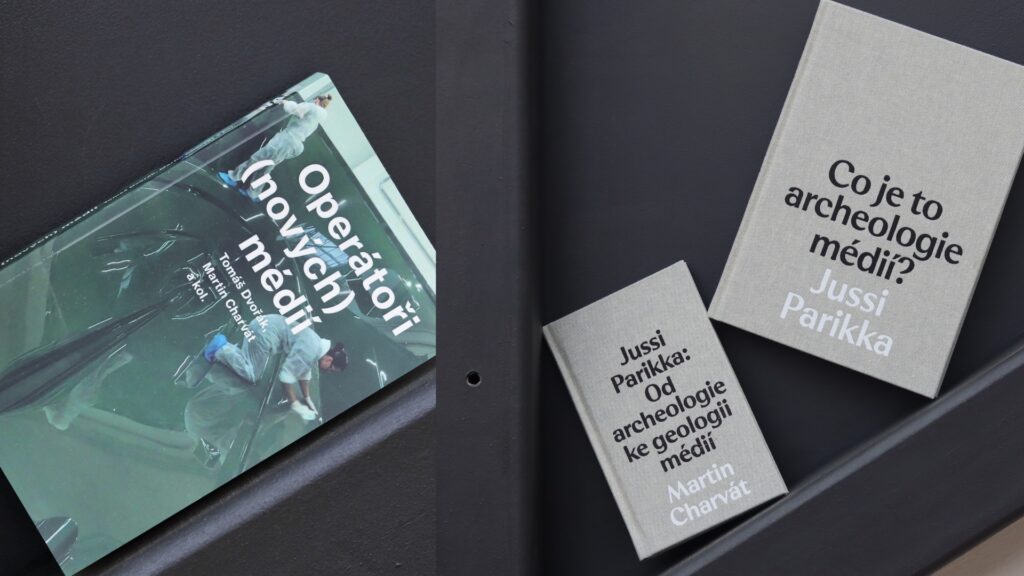 Operátoři
(nových)
médií
Tomáš Dvořák,
Martin Charvát
a kol.
Co je to
archeologie
médií?
Jussi
Parikka
Jussi
Parikka:
Od
archeologie
ke geologii
médií
Martin
Charvát